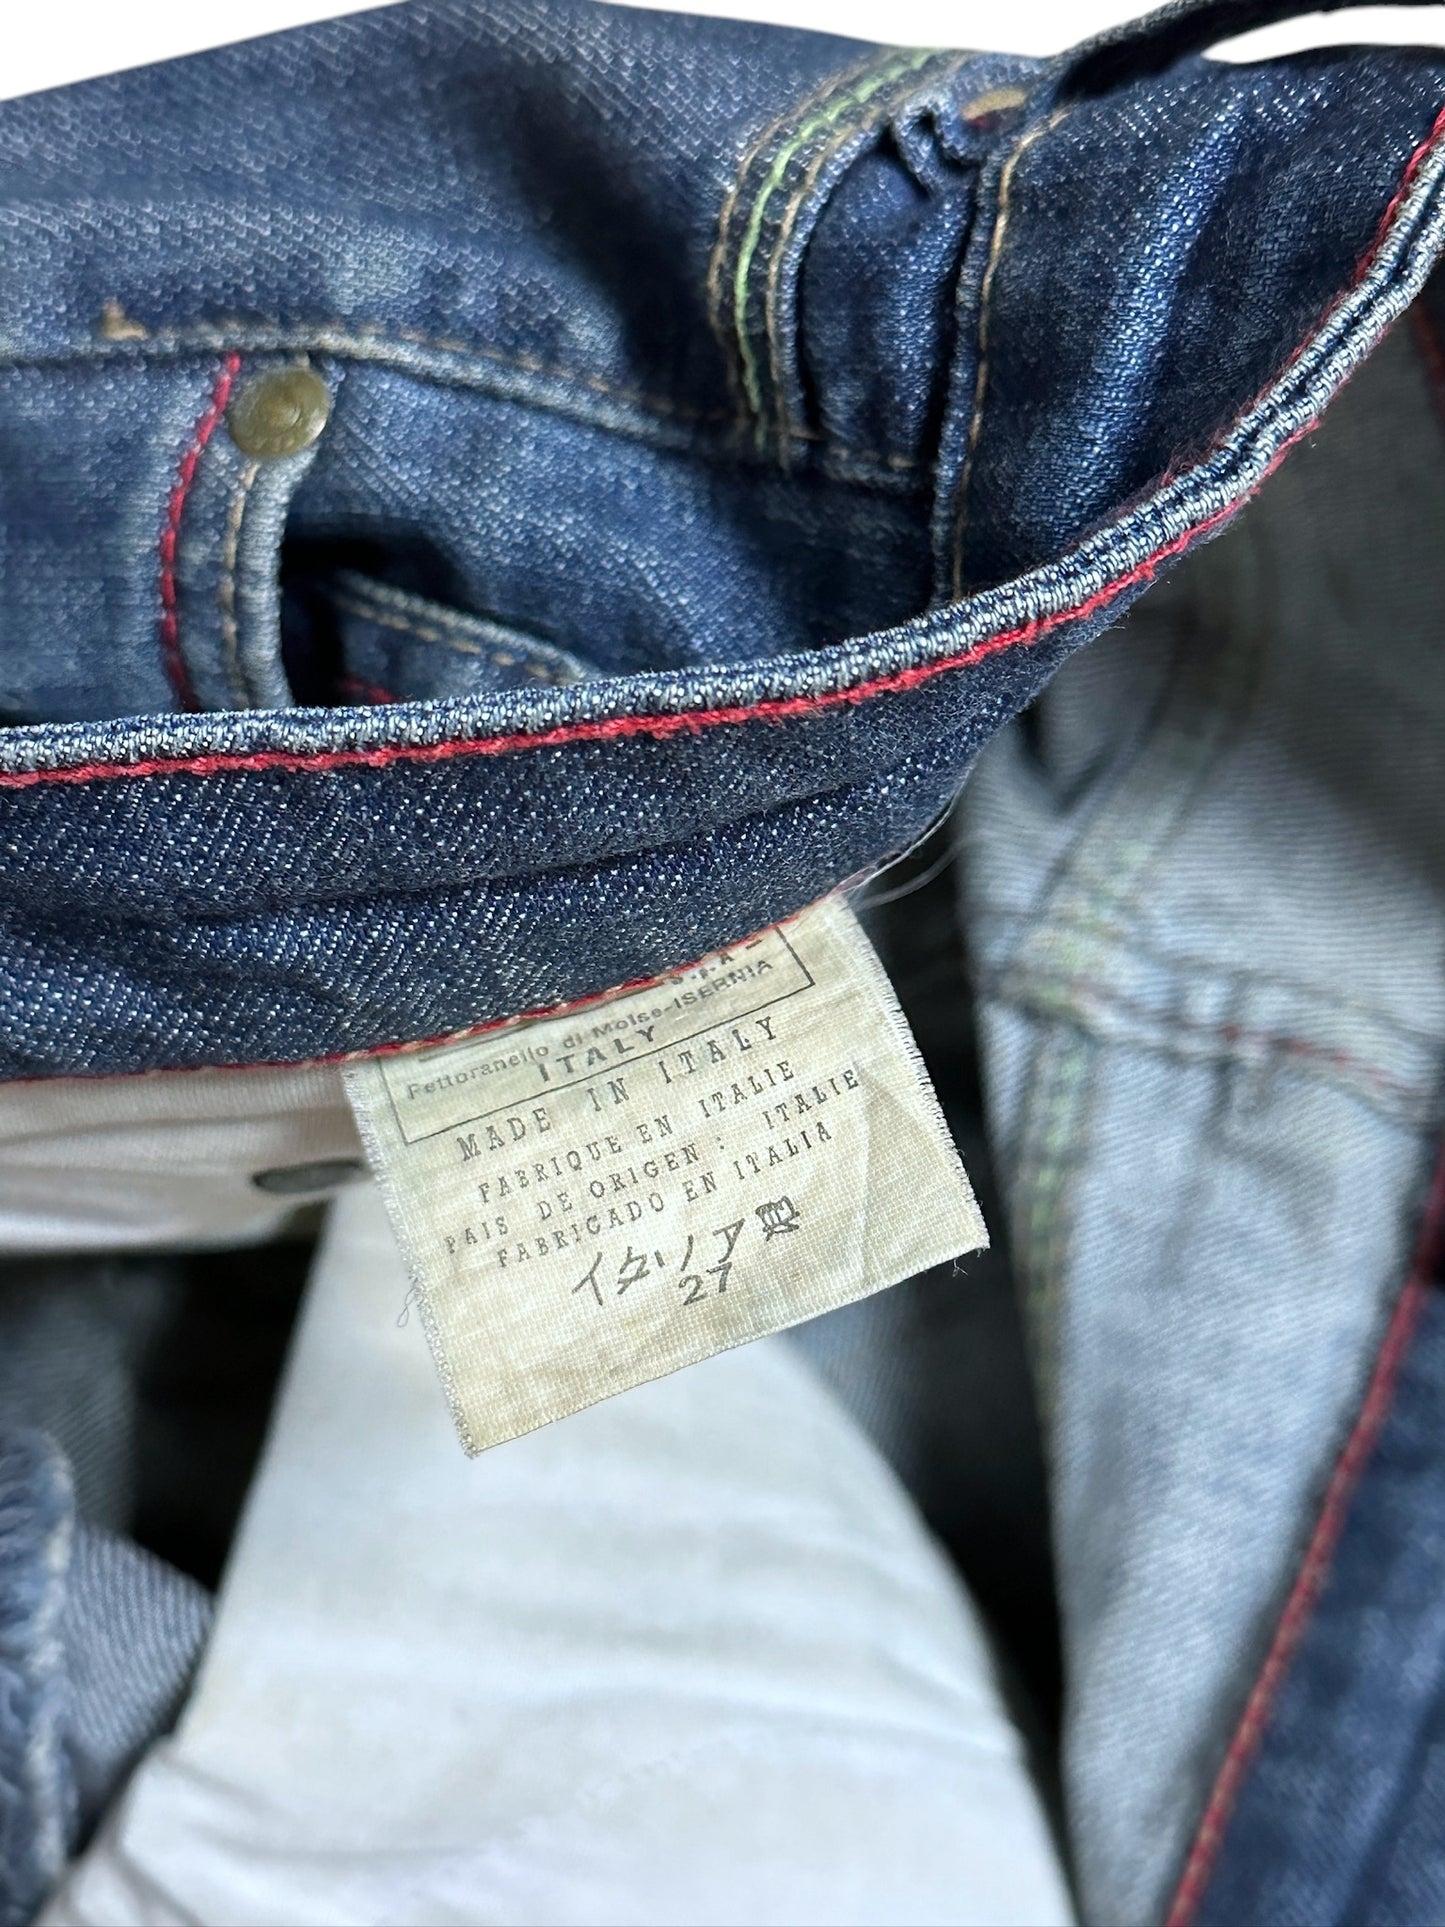 S.p.A.
Pettoranello di Molise-ISERNIA
ITALY
MADE IN ITALY
FABRIQUE EN ITALIE
PAIS DE ORIGEN : ITALIE
FABRICADO EN ITALIA
イタリア製
27